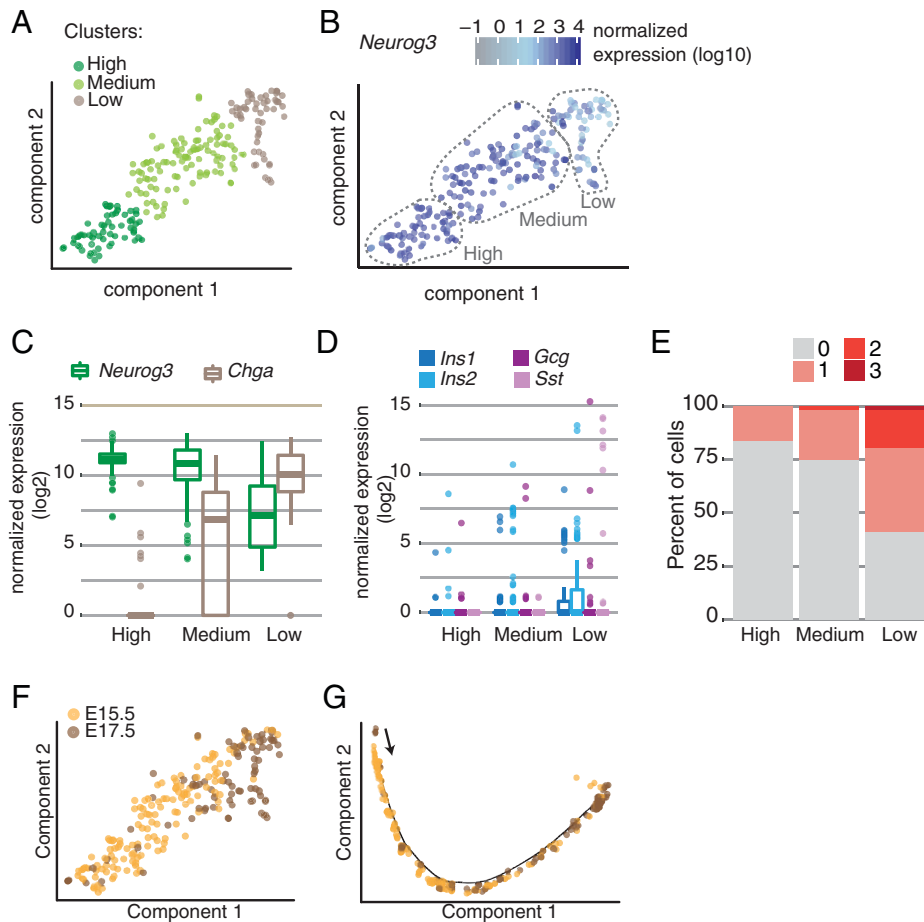 A
Clusters:
High
Medium
Low
component 2
component 1
B
Neurog3
−1 0 1 2 3 4
normalized
expression (log10)
component 2
High
Medium
Low
component 1
C
Neurog3 Chga
normalized expression
(log2)
15
10
5
0
High Medium Low
D
Ins1 Gcg
Ins2 Sst
normalized expression
(log2)
15
10
5
0
High Medium Low
E
0 2
1 3
Percent of cells
100
75
50
25
0
High Medium Low
F
E15.5
E17.5
Component 2
Component 1
G
Component 2
Component 1